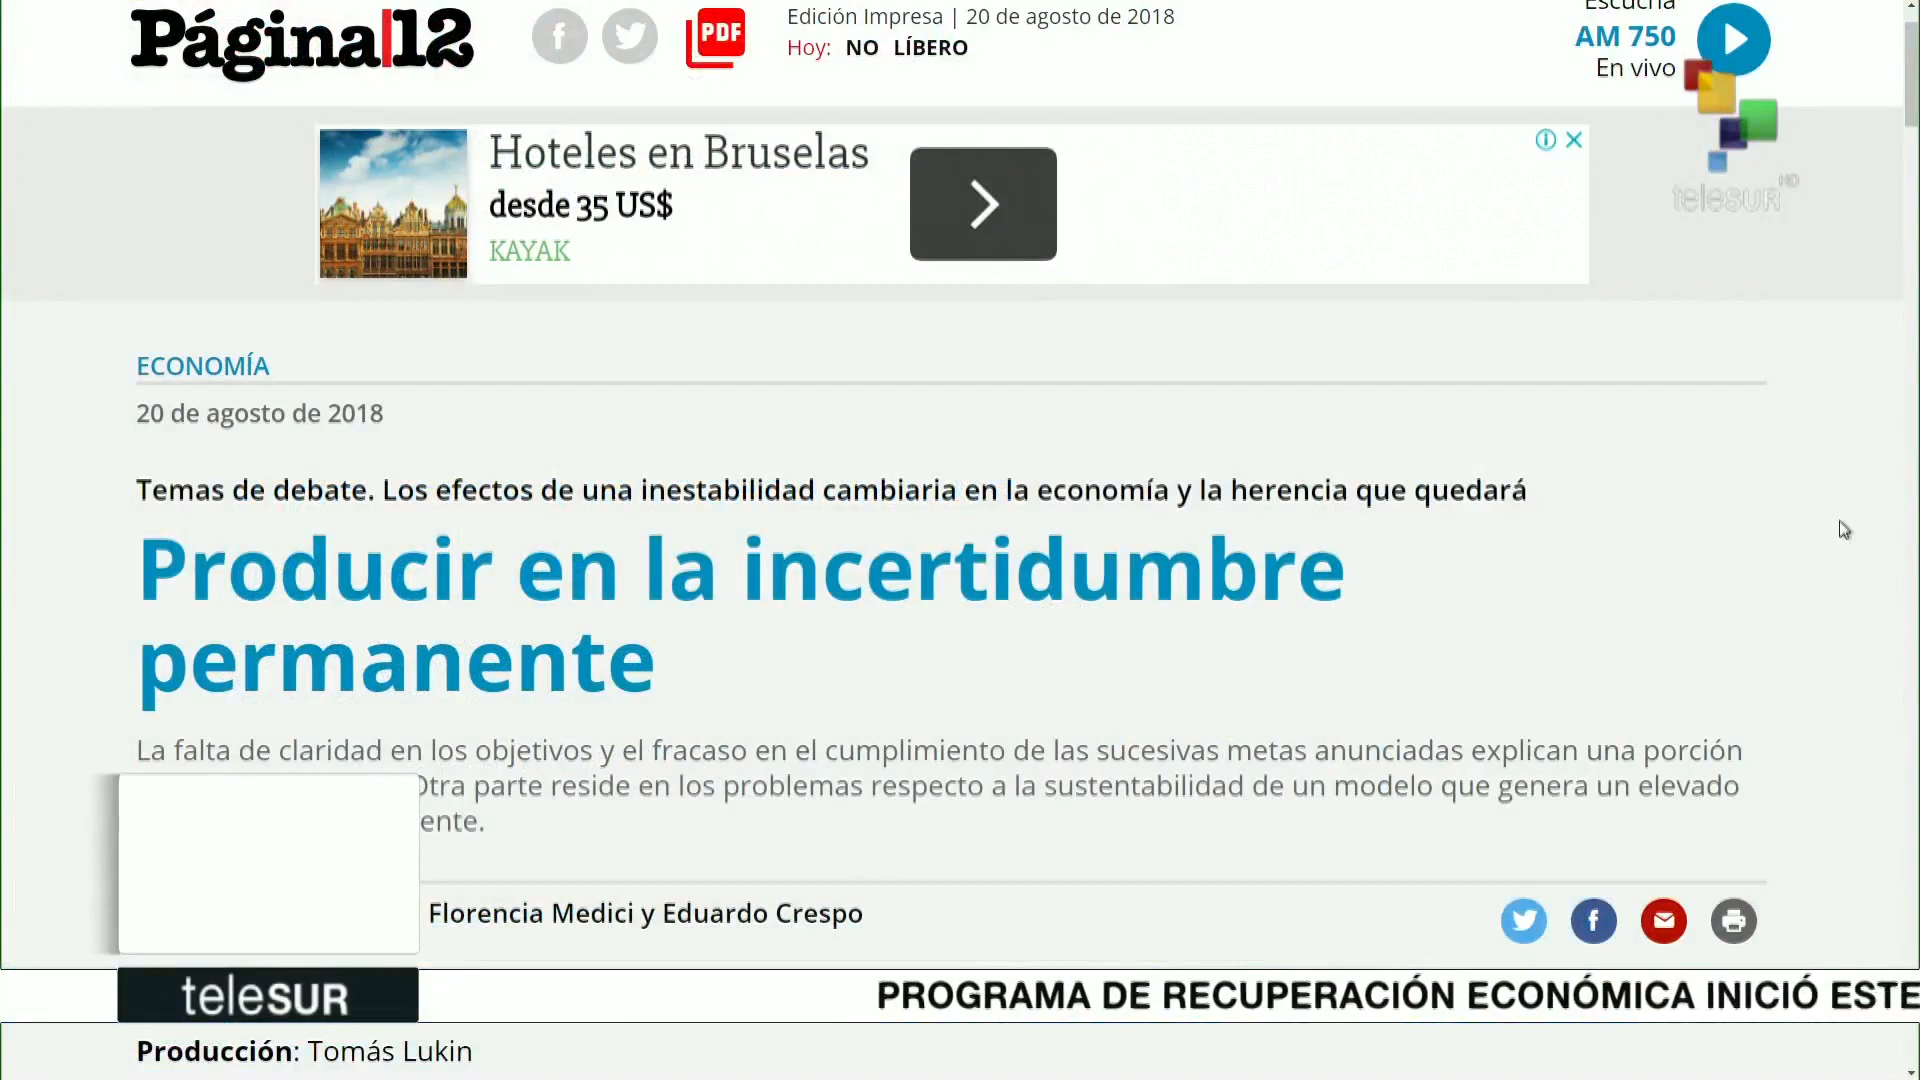 Página|12
PDF
Edición Impresa | 20 de agosto de 2018
Hoy: NO LÍBERO
Escuchá
AM 750
En vivo
Hoteles en Bruselas
desde 35 US$
KAYAK
teleSUR HD
ECONOMÍA
20 de agosto de 2018
Temas de debate. Los efectos de una inestabilidad cambiaria en la economía y la herencia que quedará
Producir en la incertidumbre
permanente
La falta de claridad en los objetivos y el fracaso en el cumplimiento de las sucesivas metas anunciadas explican una porción
Otra parte reside en los problemas respecto a la sustentabilidad de un modelo que genera un elevado
ente.
Florencia Medici y Eduardo Crespo
teleSUR
PROGRAMA DE RECUPERACIÓN ECONÓMICA INICIÓ ESTE
Producción: Tomás Lukin